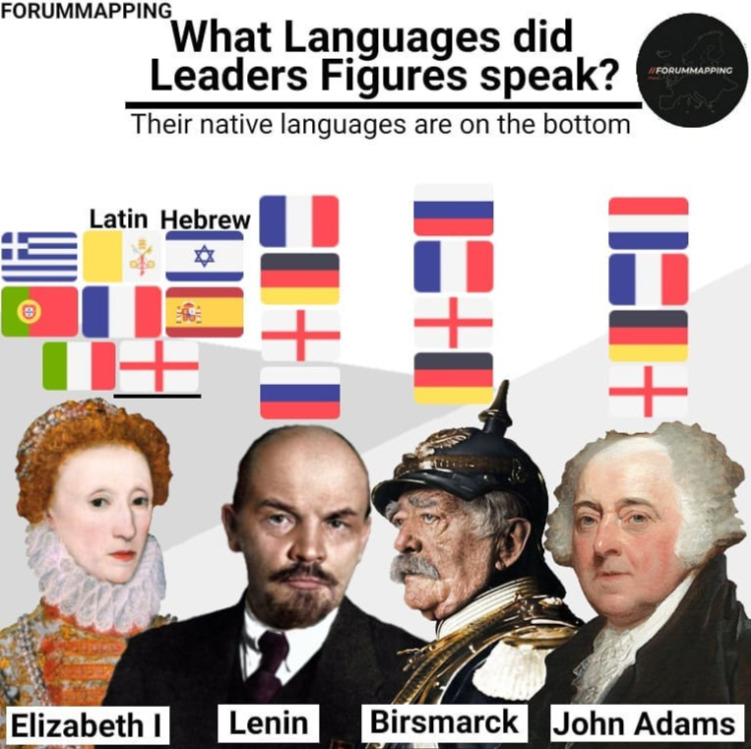 FORUMMAPPING
What Languages did
Leaders Figures speak?
//FORUMMAPPING
Their native languages are on the bottom
Latin Hebrew
Elizabeth I
Lenin
Birsmarck
John Adams